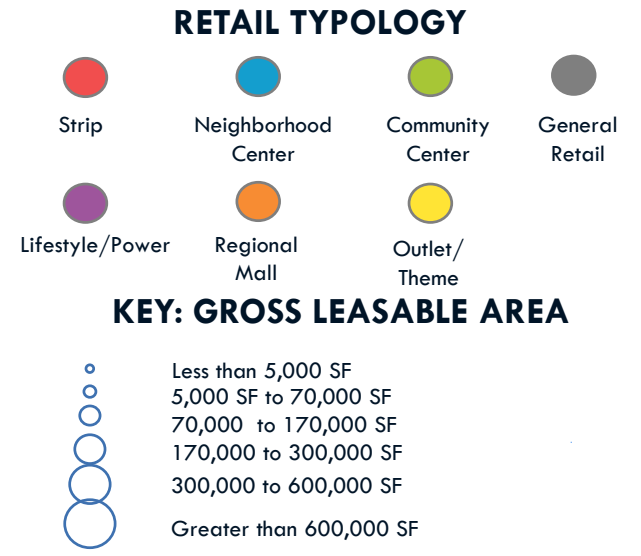 RETAIL TYPOLOGY
Strip
Neighborhood
Center
Community
Center
General
Retail
Lifestyle/Power
Regional
Mall
Outlet/
Theme
KEY: GROSS LEASABLE AREA
Less than 5,000 SF
5,000 SF to 70,000 SF
70,000 to 170,000 SF
170,000 to 300,000 SF
300,000 to 600,000 SF
Greater than 600,000 SF